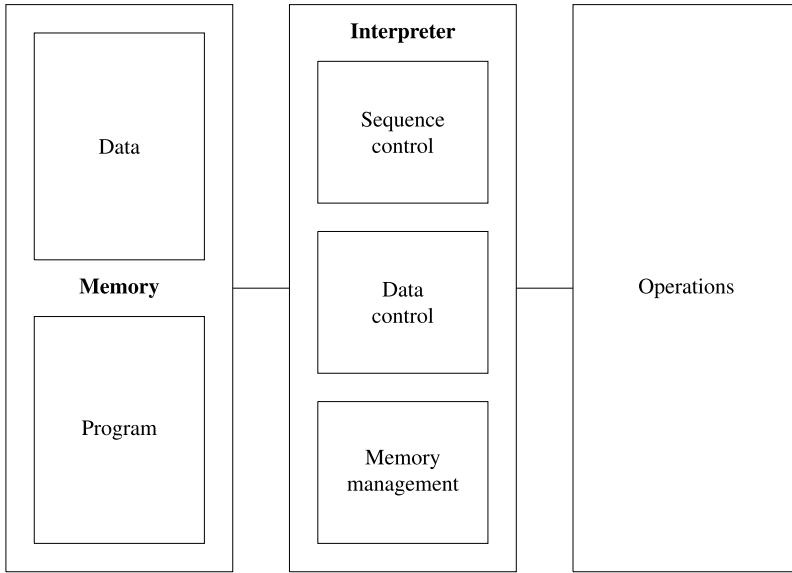 Data
Memory
Program
Interpreter
Sequence
control
Data
control
Memory
management
Operations